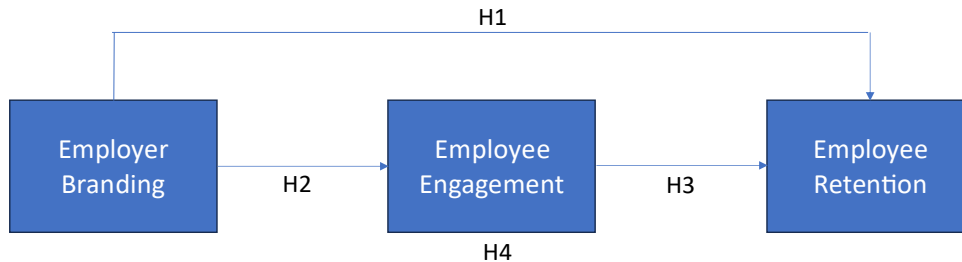 H1
Employer
Branding
H2
Employee
Engagement
H3
Employee
Retention
H4